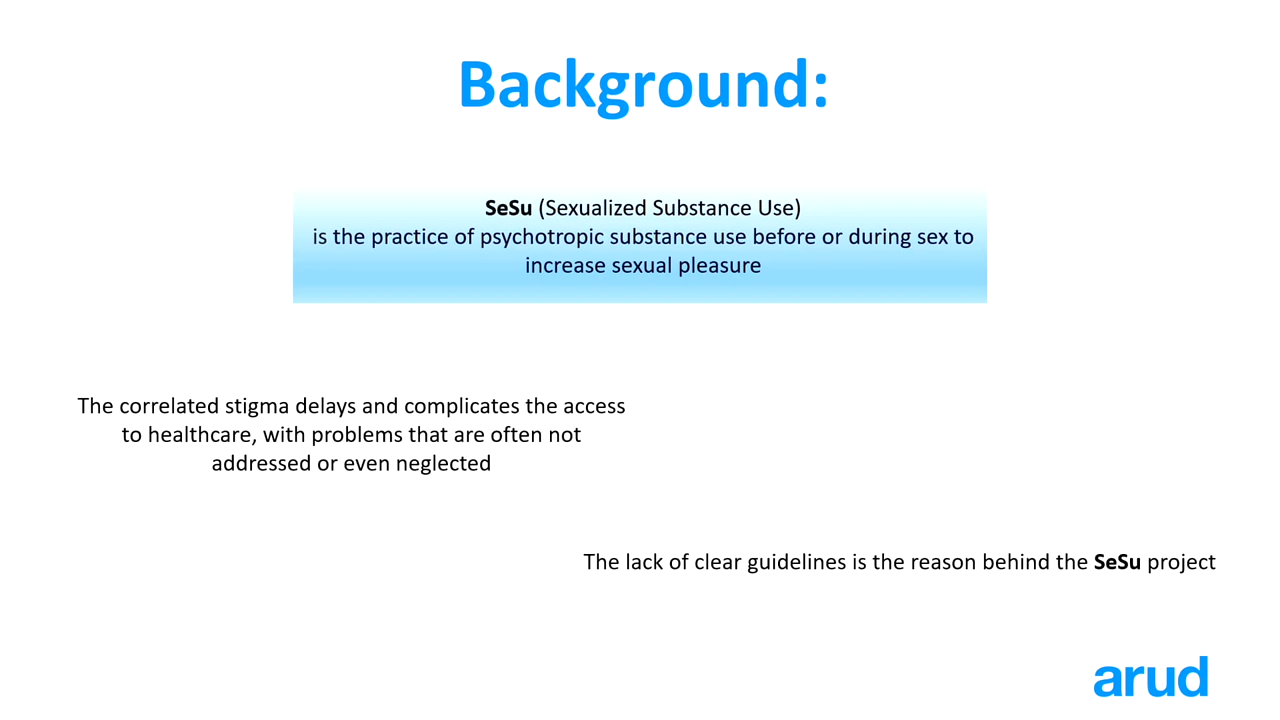 Background:
SeSu (Sexualized Substance Use)
is the practice of psychotropic substance use before or during sex to
increase sexual pleasure
The correlated stigma delays and complicates the access
to healthcare, with problems that are often not
addressed or even neglected
The lack of clear guidelines is the reason behind the SeSu project
arud